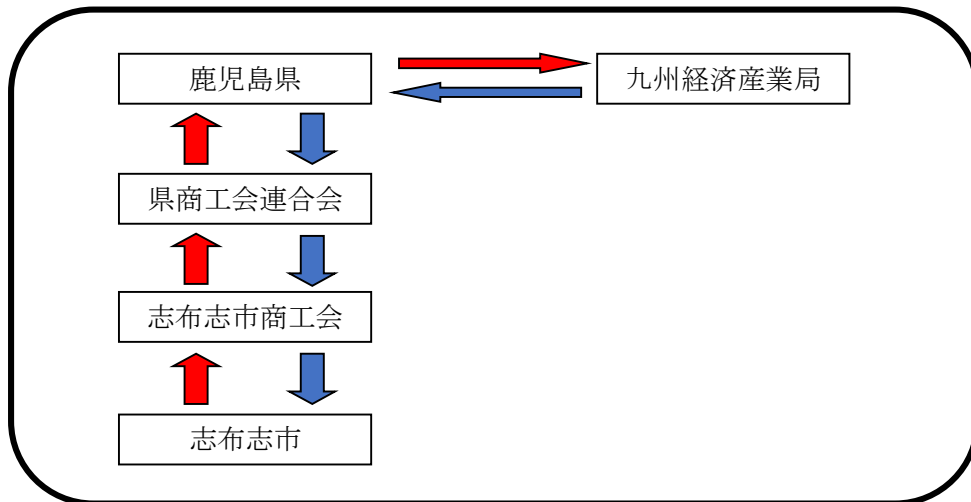 鹿児島県
九州経済産業局
県商工会連合会
志布志市商工会
志布志市